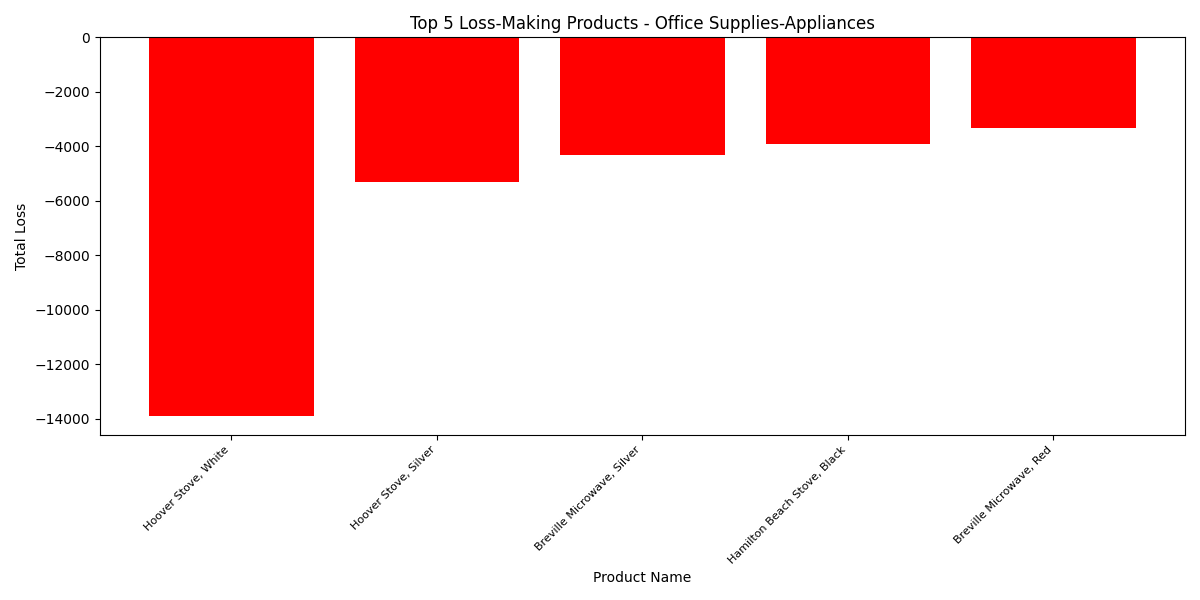 Top 5 Loss-Making Products - Office Supplies-Appliances
Total Loss
0
−2000
−4000
−6000
−8000
−10000
−12000
−14000
Hoover Stove, White
Hoover Stove, Silver
Breville Microwave, Silver
Hamilton Beach Stove, Black
Breville Microwave, Red
Product Name